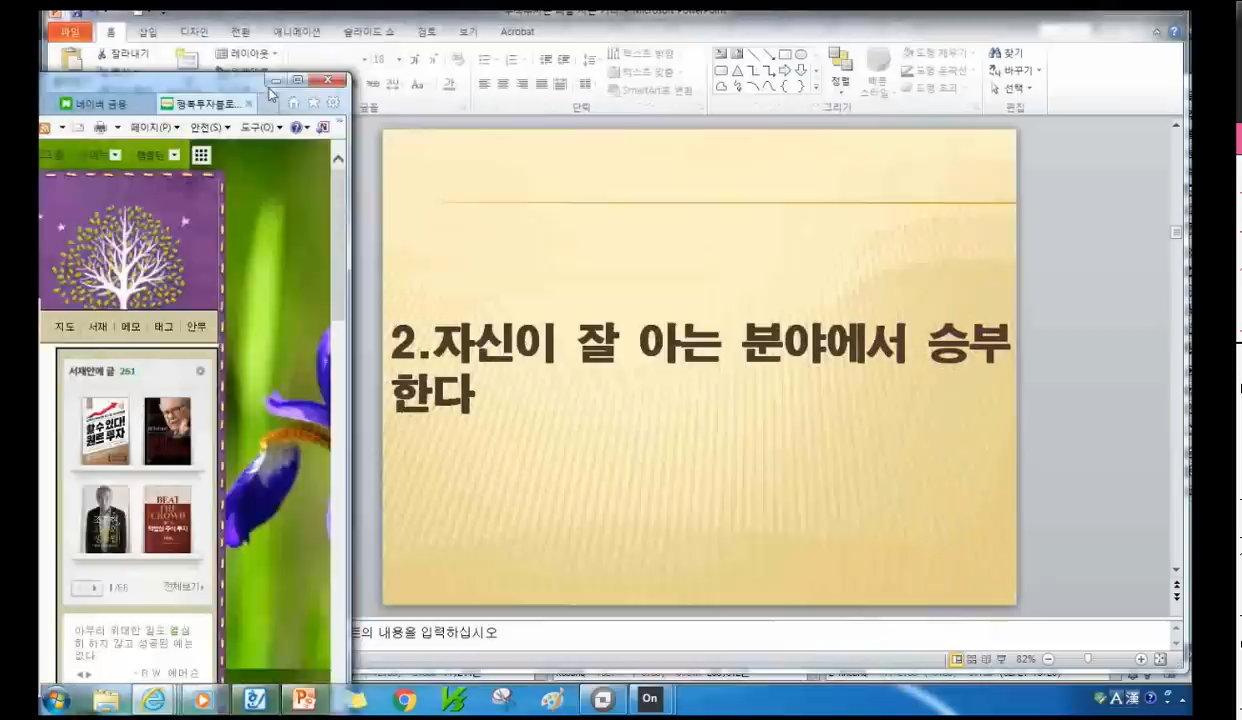 파일 홈 삽입 디자인 전환 애니메이션 슬라이드 쇼 검토 보기 Acrobat
잘라내기
레이아웃
18
텍스트 방향
텍스트 맞춤
SmartArt로 변환
단락
정렬
빠른 스타일
도형 채우기
도형 윤곽선
도형 효과
그리기
찾기
바꾸기
선택
편집
네이버 금융
행복투자블로...
페이지(P) 안전(S) 도구(O)
지도 서재 메모 태그 안부
서재안에 글 261
할 수 있다!
퀀트 투자
BEAT
THE
CROWD
1/66
전체보기
아무리 위대한 일도 열심
히 하지 않고 성공된 예는
없다
- R W 에머슨
2.자신이 잘 아는 분야에서 승부
한다
내용을 입력하십시오
82%
On
A 漢